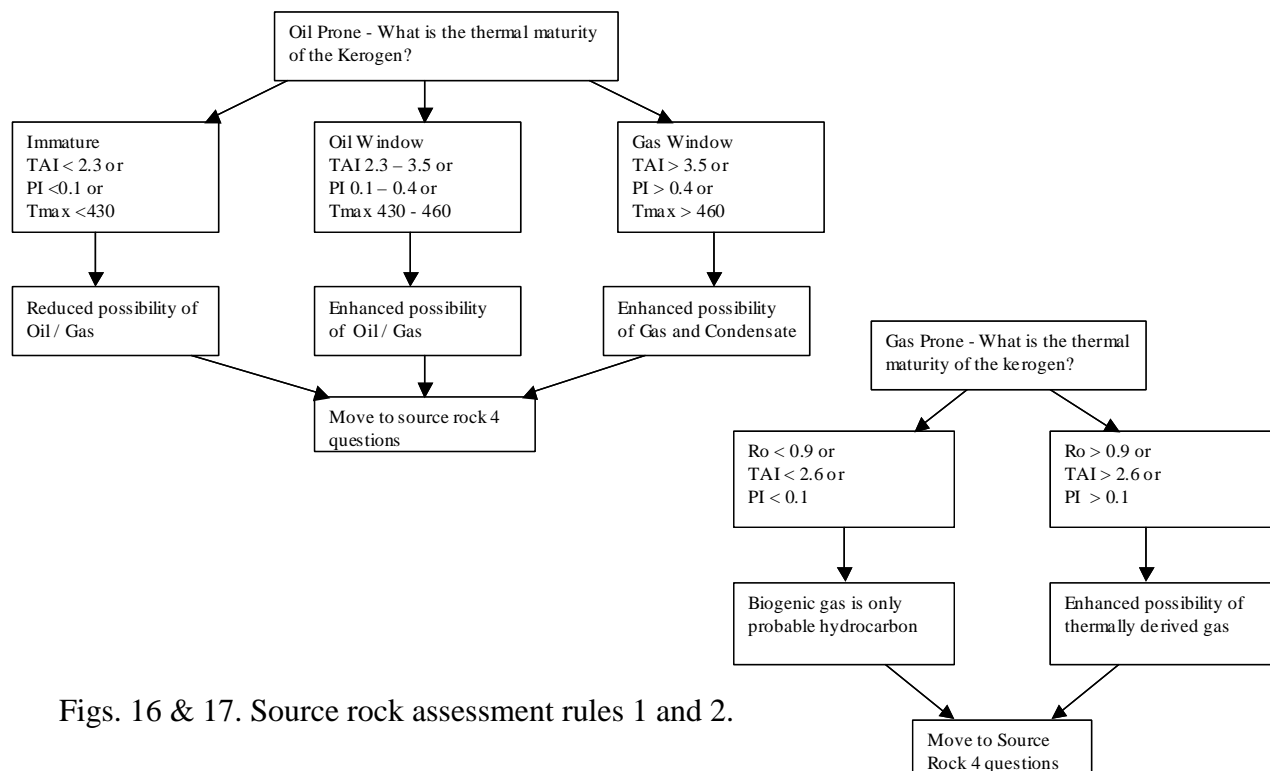 Oil Prone - What is the thermal maturity
of the Kerogen?
Immature
TAI < 2.3 or
PI <0.1 or
Tmax <430
Oil Window
TAI 2.3 – 3.5 or
PI 0.1 – 0.4 or
Tmax 430 - 460
Gas Window
TAI > 3.5 or
PI > 0.4 or
Tmax > 460
Reduced possibility of
Oil / Gas
Enhanced possibility
of Oil / Gas
Enhanced possibility
of Gas and Condensate
Move to source rock 4
questions
Gas Prone - What is the thermal
maturity of the kerogen?
Ro < 0.9 or
TAI < 2.6 or
PI < 0.1
Ro > 0.9 or
TAI > 2.6 or
PI > 0.1
Biogenic gas is only
probable hydrocarbon
Enhanced possibility of
thermally derived gas
Move to Source
Rock 4 questions
Figs. 16 & 17. Source rock assessment rules 1 and 2.